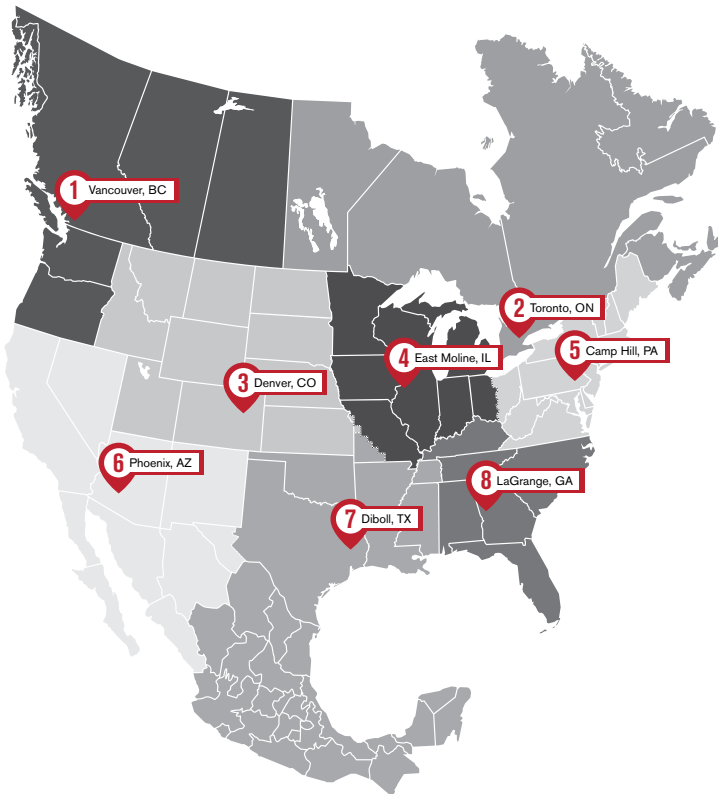 1 Vancouver, BC
2 Toronto, ON
5 Camp Hill, PA
4 East Moline, IL
3 Denver, CO
6 Phoenix, AZ
8 LaGrange, GA
7 Diboll, TX